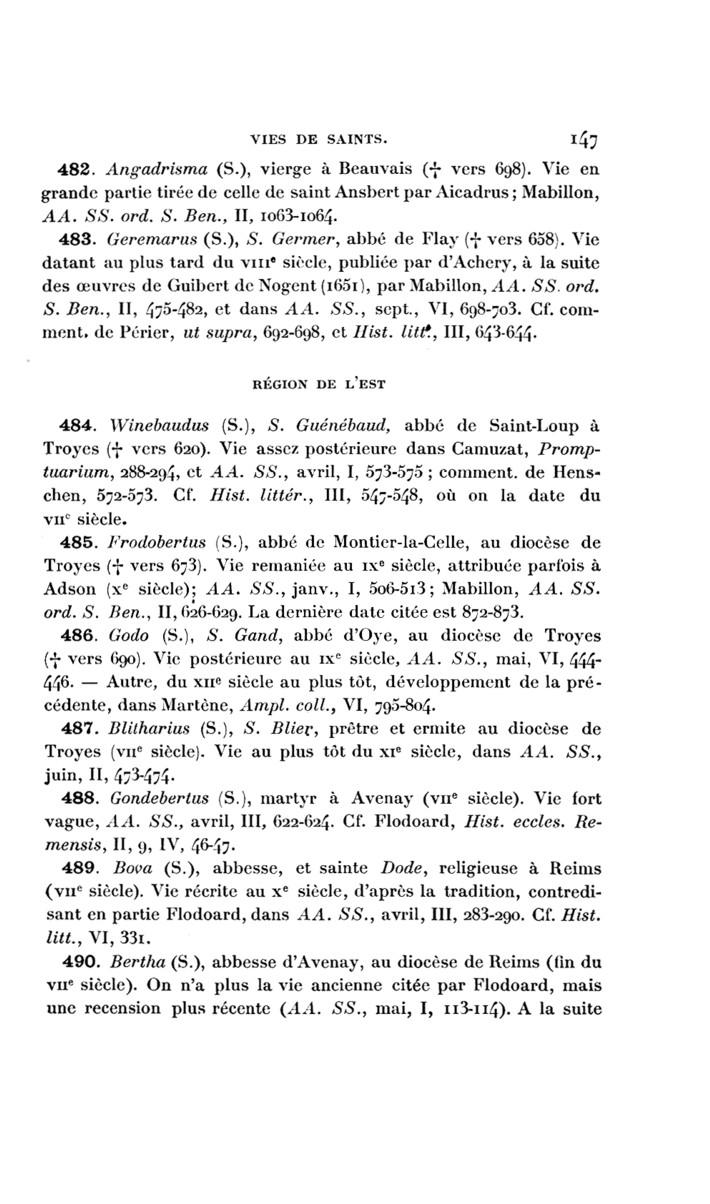 VIES DE SAINTS. 147
482. Angadrisma (S.), vierge à Beauvais († vers 698). Vie en
grande partie tirée de celle de saint Ansbert par Aicadrus; Mabillon,
AA. SS. ord. S. Ben., II, 1063-1064.
483. Geremarus (S.), S. Germer, abbé de Flay († vers 658). Vie
datant au plus tard du VIIIe siècle, publiée par d'Achery, à la suite
des œuvres de Guibert de Nogent (1651), par Mabillon, AA. SS. ord.
S. Ben., II, 475-482, et dans AA. SS., sept., VI, 698-703. Cf. com-
ment. de Périer, ut supra, 692-698, et Hist. litt., III, 643-644.
RÉGION DE L'EST
484. Winebaudus (S.), S. Guénébaud, abbé de Saint-Loup à
Troyes († vers 620). Vie assez postérieure dans Camuzat, Promp-
tuarium, 288-294, et AA. SS., avril, I, 573-575; comment. de Hens-
chen, 572-573. Cf. Hist. littér., III, 547-548, où on la date du
VIIe siècle.
485. Frodobertus (S.), abbé de Montier-la-Celle, au diocèse de
Troyes († vers 673). Vie remaniée au IXe siècle, attribuée parfois à
Adson (Xe siècle); AA. SS., janv., I, 506-513; Mabillon, AA. SS.
ord. S. Ben., II, 626-629. La dernière date citée est 872-873.
486. Godo (S.), S. Gand, abbé d'Oye, au diocèse de Troyes
(† vers 690). Vie postérieure au IXe siècle, AA. SS., mai, VI, 444-
446. — Autre, du XIIe siècle au plus tôt, développement de la pré-
cédente, dans Martène, Ampl. coll., VI, 795-804.
487. Blitharius (S.), S. Blier, prêtre et ermite au diocèse de
Troyes (VIIe siècle). Vie au plus tôt du XIe siècle, dans AA. SS.,
juin, II, 473-474.
488. Gondebertus (S.), martyr à Avenay (VIIe siècle). Vie fort
vague, AA. SS., avril, III, 622-624. Cf. Flodoard, Hist. eccles. Re-
mensis, II, 9, IV, 46-47.
489. Bova (S.), abbesse, et sainte Dode, religieuse à Reims
(VIIe siècle). Vie récrite au Xe siècle, d'après la tradition, contredi-
sant en partie Flodoard, dans AA. SS., avril, III, 283-290. Cf. Hist.
litt., VI, 331.
490. Bertha (S.), abbesse d'Avenay, au diocèse de Reims (fin du
VIIe siècle). On n'a plus la vie ancienne citée par Flodoard, mais
une recension plus récente (AA. SS., mai, I, 113-114). A la suite